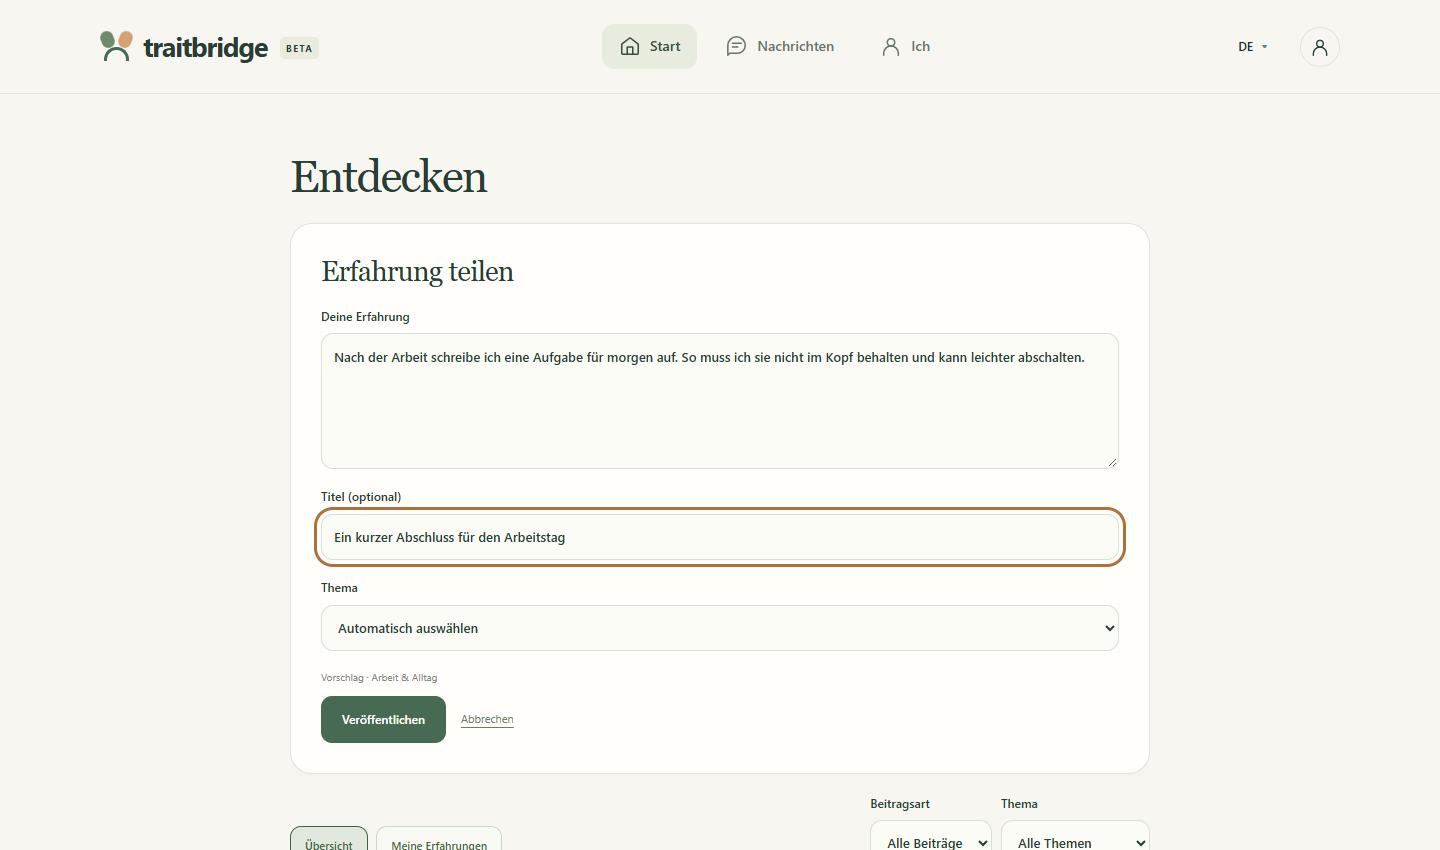 traitbridge BETA
Start
Nachrichten
Ich
DE
Entdecken
Erfahrung teilen
Deine Erfahrung
Nach der Arbeit schreibe ich eine Aufgabe für morgen auf. So muss ich sie nicht im Kopf behalten und kann leichter abschalten.
Titel (optional)
Ein kurzer Abschluss für den Arbeitstag
Thema
Automatisch auswählen
Vorschlag · Arbeit & Alltag
Veröffentlichen
Abbrechen
Beitragsart
Thema
Übersicht
Meine Erfahrungen
Alle Beiträge
Alle Themen